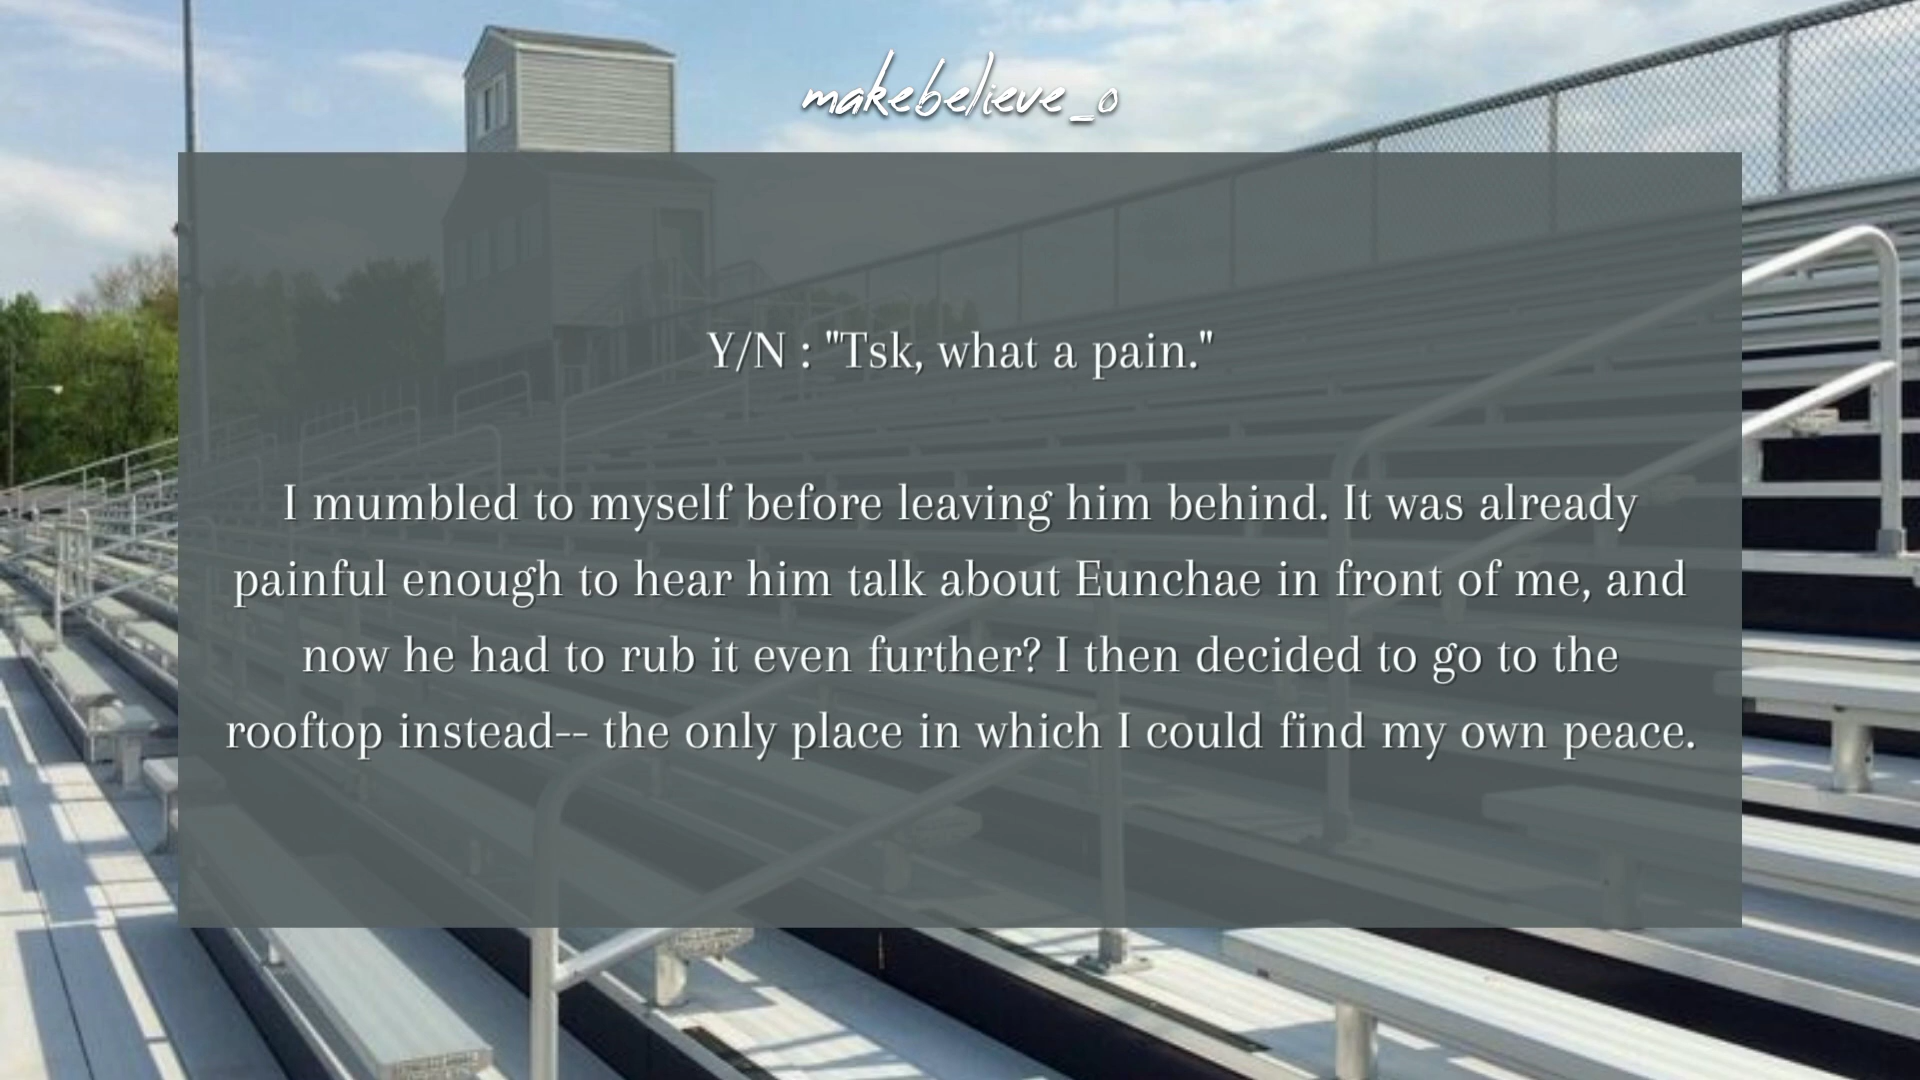 makebelieve_o
Y/N : "Tsk, what a pain."
I mumbled to myself before leaving him behind. It was already
painful enough to hear him talk about Eunchae in front of me, and
now he had to rub it even further? I then decided to go to the
rooftop instead-- the only place in which I could find my own peace.